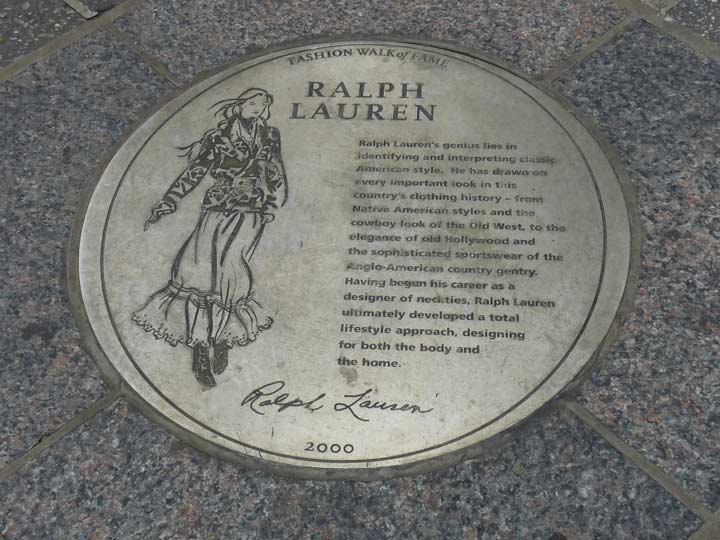 FASHION WALK of FAME
RALPH
LAUREN
Ralph Lauren's genius lies in
identifying and interpreting classic
American style. He has drawn on
every important look in this
country's clothing history – from
Native American styles and the
cowboy look of the Old West, to the
elegance of old Hollywood and
the sophisticated sportswear of the
Anglo-American country gentry.
Having begun his career as a
designer of neckties, Ralph Lauren
ultimately developed a total
lifestyle approach, designing
for both the body and
the home.
Ralph Lauren
2000